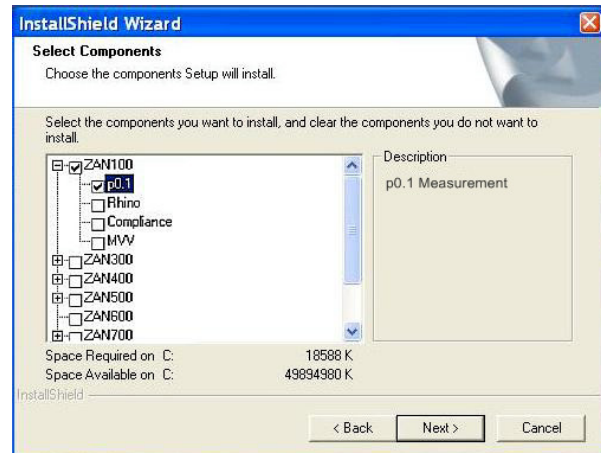 InstallShield Wizard
Select Components
Choose the components Setup will install.
Select the components you want to install, and clear the components you do not want to
install.
ZAN100
p0.1
Rhino
Compliance
MVV
ZAN300
ZAN400
ZAN500
ZAN600
ZAN700
Description
p0.1 Measurement
Space Required on C: 18588 K
Space Available on C: 49894980 K
InstallShield
< Back Next > Cancel